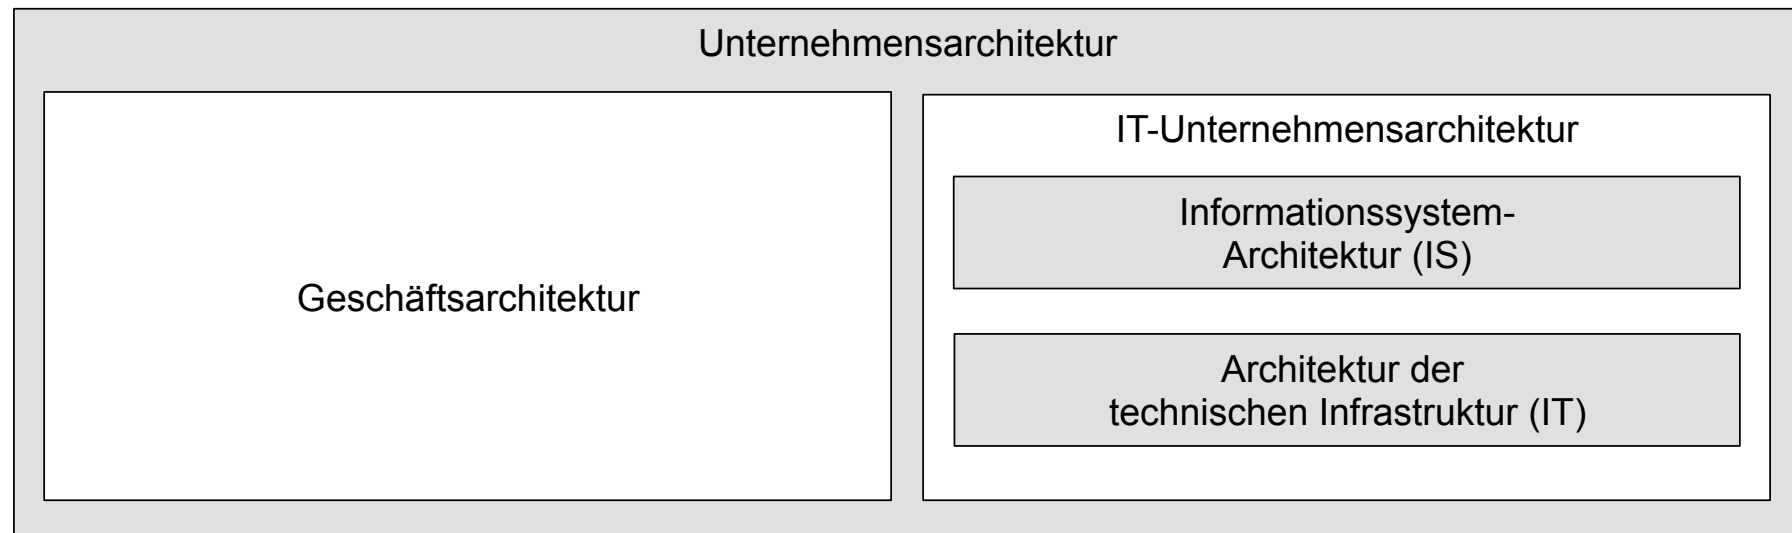 Unternehmensarchitektur
Geschäftsarchitektur
IT-Unternehmensarchitektur
Informationssystem-
Architektur (IS)
Architektur der
technischen Infrastruktur (IT)